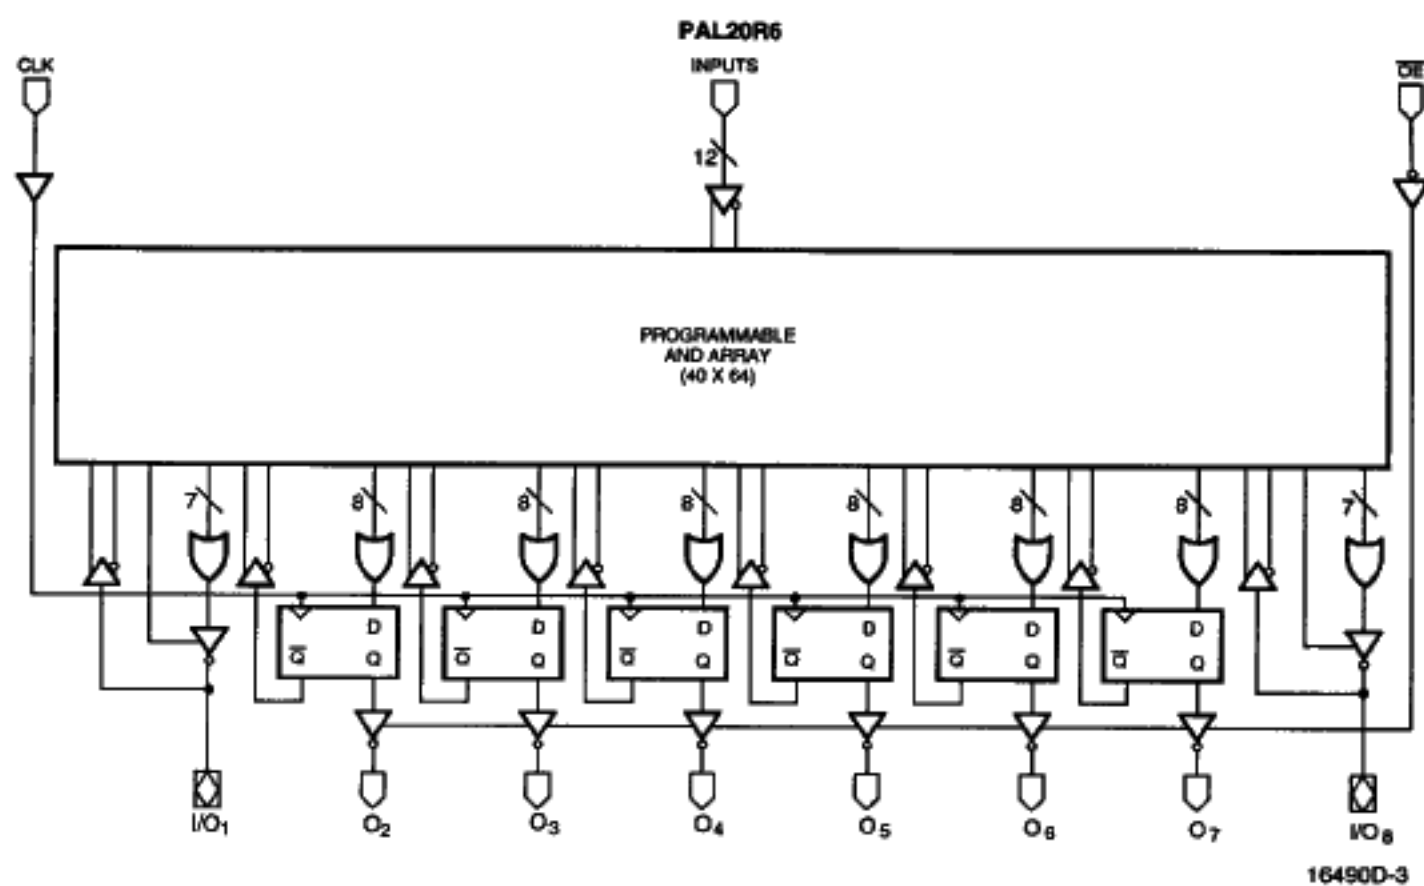 PAL20R6
CLK
INPUTS
OE
12
PROGRAMMABLE
AND ARRAY
(40 X 64)
7 8 8 8 8 8 8 7
D D D D D D
Q Q Q Q Q Q Q Q Q Q Q Q
I/O1 O2 O3 O4 O5 O6 O7 I/O8
16490D-3